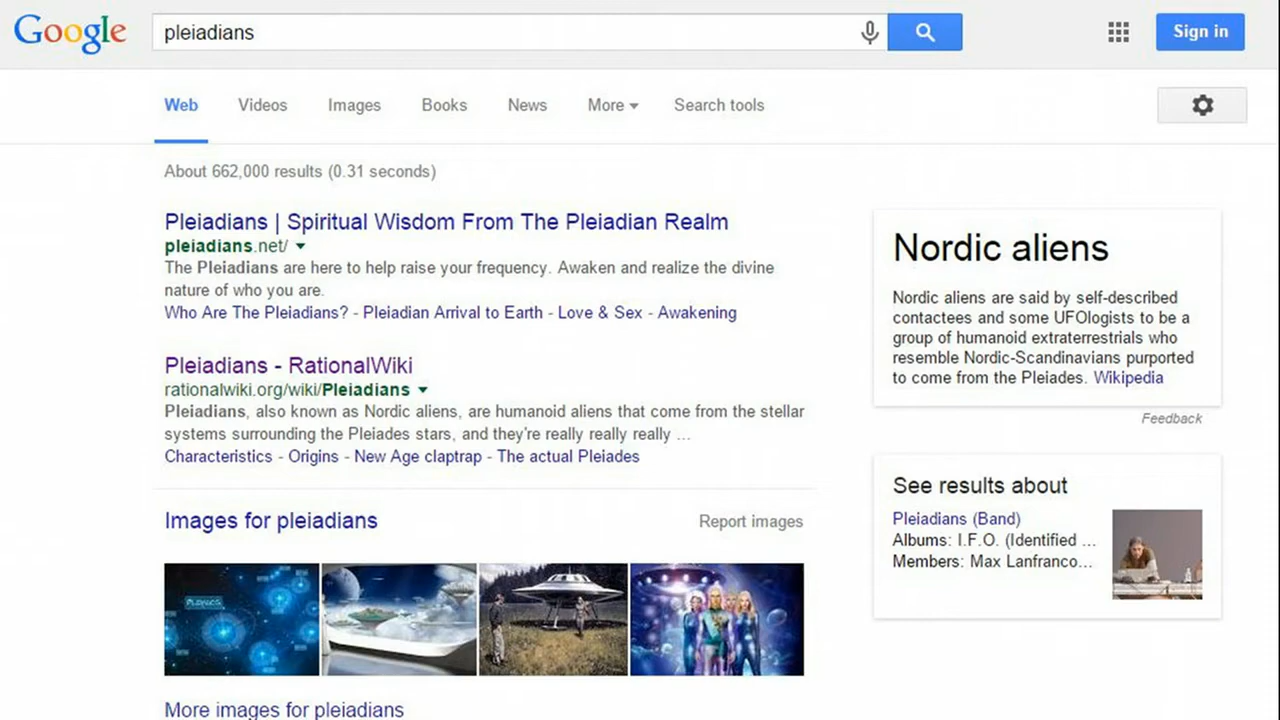 Google
pleiadians
Sign in
Web Videos Images Books News More Search tools
About 662,000 results (0.31 seconds)
Pleiadians | Spiritual Wisdom From The Pleiadian Realm
pleiadians.net/
The Pleiadians are here to help raise your frequency. Awaken and realize the divine
nature of who you are.
Who Are The Pleiadians? - Pleiadian Arrival to Earth - Love & Sex - Awakening
Pleiadians - RationalWiki
rationalwiki.org/wiki/Pleiadians
Pleiadians, also known as Nordic aliens, are humanoid aliens that come from the stellar
systems surrounding the Pleiades stars, and they're really really really ...
Characteristics - Origins - New Age claptrap - The actual Pleiades
Images for pleiadians
Report images
More images for pleiadians
Nordic aliens
Nordic aliens are said by self-described
contactees and some UFOlogists to be a
group of humanoid extraterrestrials who
resemble Nordic-Scandinavians purported
to come from the Pleiades. Wikipedia
Feedback
See results about
Pleiadians (Band)
Albums: I.F.O. (Identified ...
Members: Max Lanfranco...